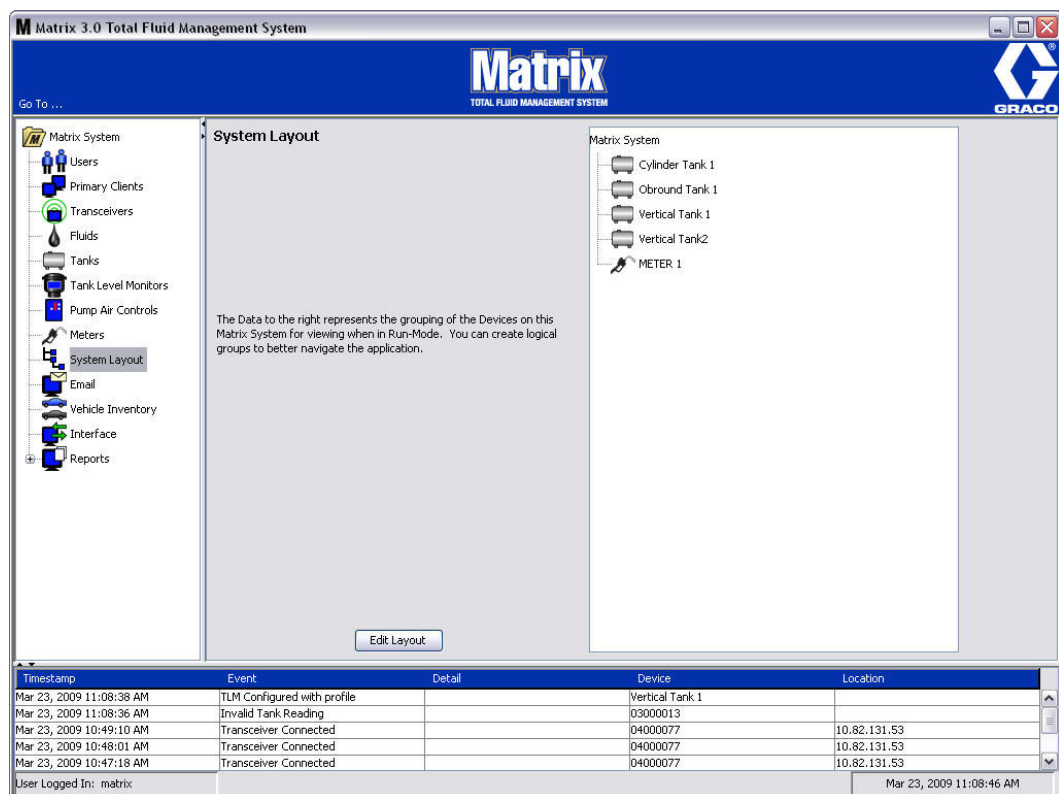 M Matrix 3.0 Total Fluid Management System
Matrix
TOTAL FLUID MANAGEMENT SYSTEM
GRACO
Go To ...
Matrix System
Users
Primary Clients
Transceivers
Fluids
Tanks
Tank Level Monitors
Pump Air Controls
Meters
System Layout
Email
Vehicle Inventory
Interface
Reports
System Layout
The Data to the right represents the grouping of the Devices on this
Matrix System for viewing when in Run-Mode. You can create logical
groups to better navigate the application.
Edit Layout
Matrix System
Cylinder Tank 1
Obround Tank 1
Vertical Tank 1
Vertical Tank2
METER 1
Timestamp Event Detail Device Location
Mar 23, 2009 11:08:38 AM TLM Configured with profile Vertical Tank 1
Mar 23, 2009 11:08:36 AM Invalid Tank Reading 03000013
Mar 23, 2009 10:49:10 AM Transceiver Connected 04000077 10.82.131.53
Mar 23, 2009 10:48:01 AM Transceiver Connected 04000077 10.82.131.53
Mar 23, 2009 10:47:18 AM Transceiver Connected 04000077 10.82.131.53
User Logged In: matrix Mar 23, 2009 11:08:46 AM